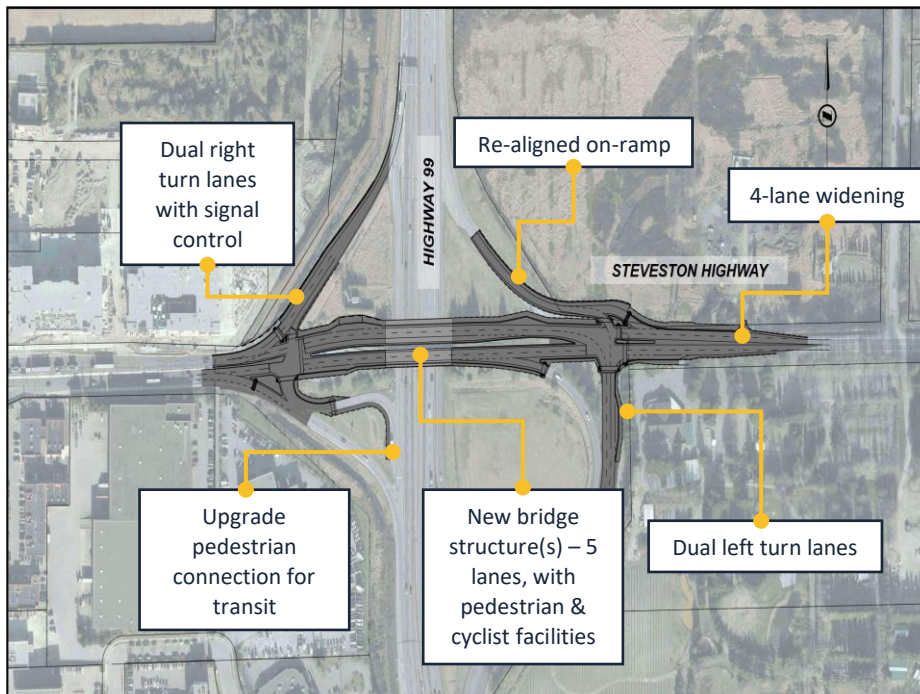 Dual right
turn lanes
with signal
control
Re-aligned on-ramp
4-lane widening
HIGHWAY 99
STEVESTON HIGHWAY
Upgrade
pedestrian
connection for
transit
New bridge
structure(s) – 5
lanes, with
pedestrian &
cyclist facilities
Dual left turn lanes